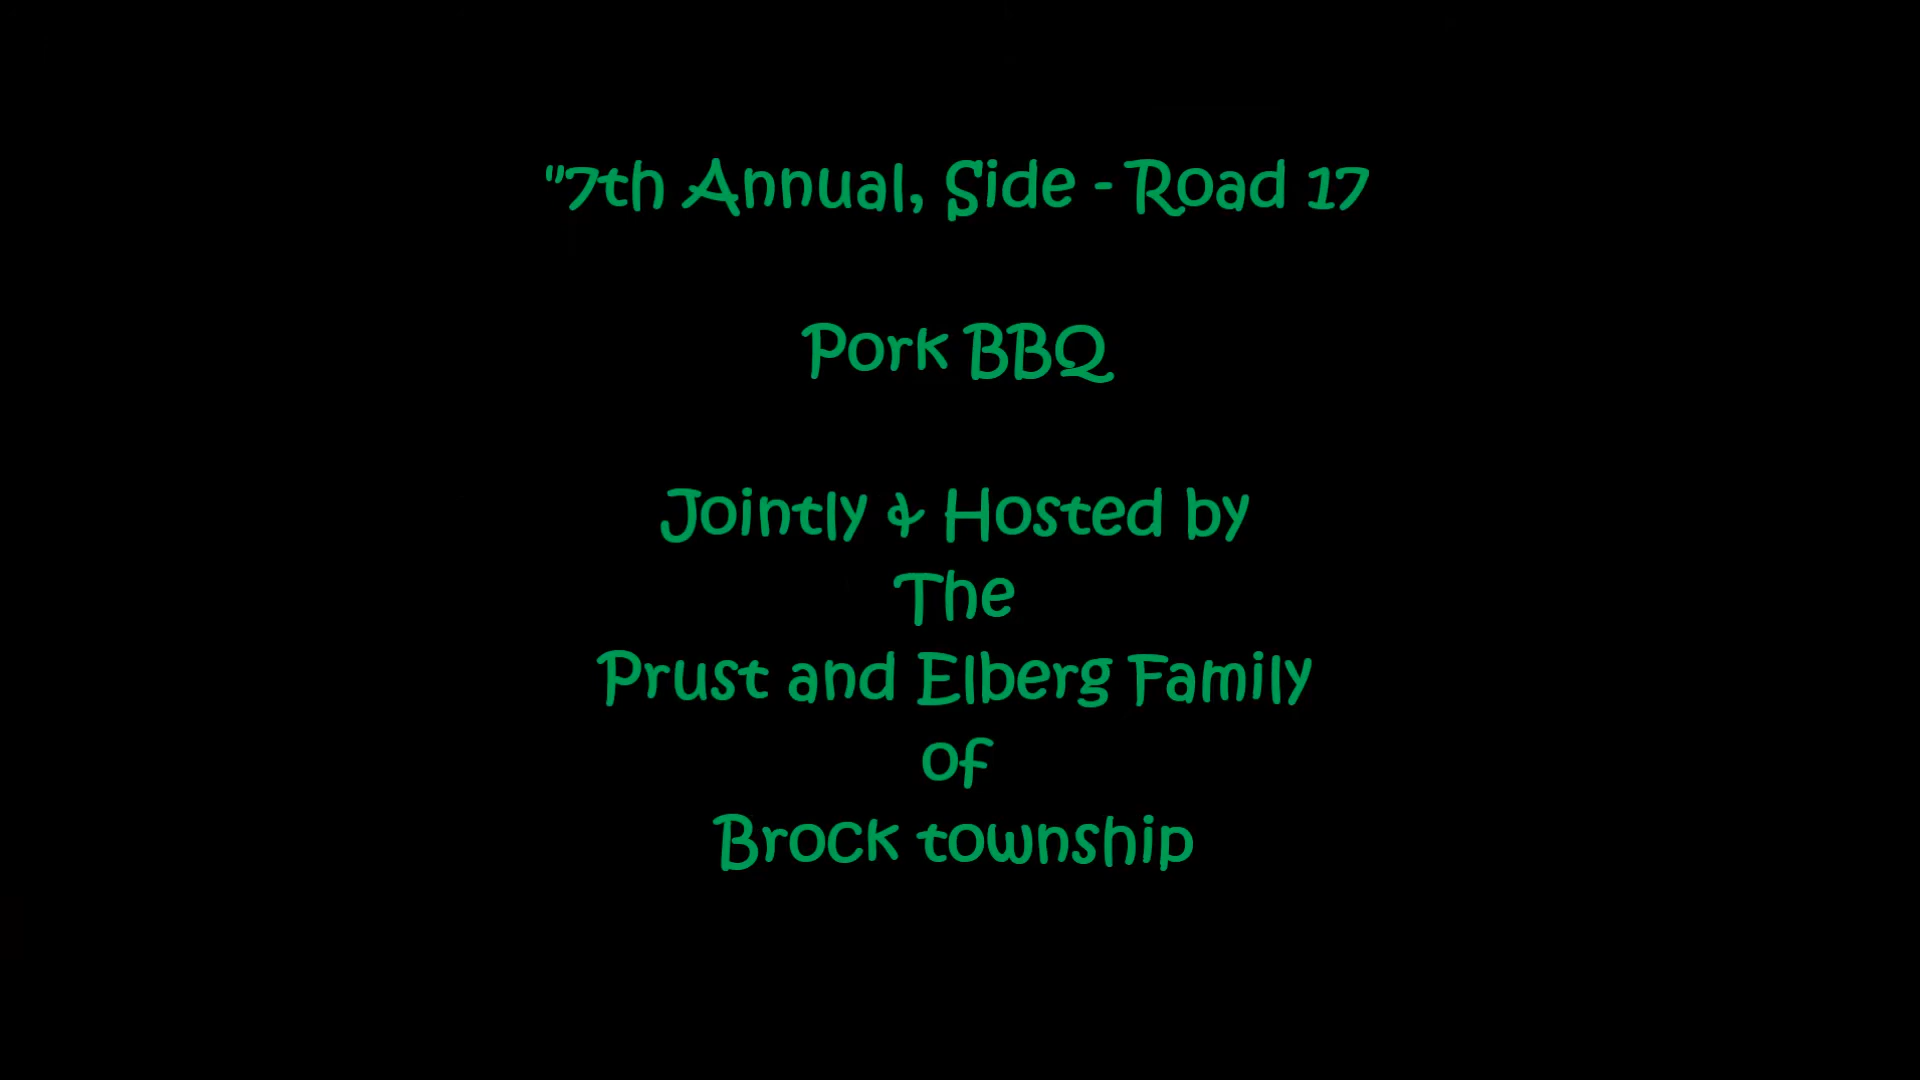 "7th Annual, Side - Road 17
Pork BBQ
Jointly & Hosted by
The
Prust and Elberg Family
of
Brock township